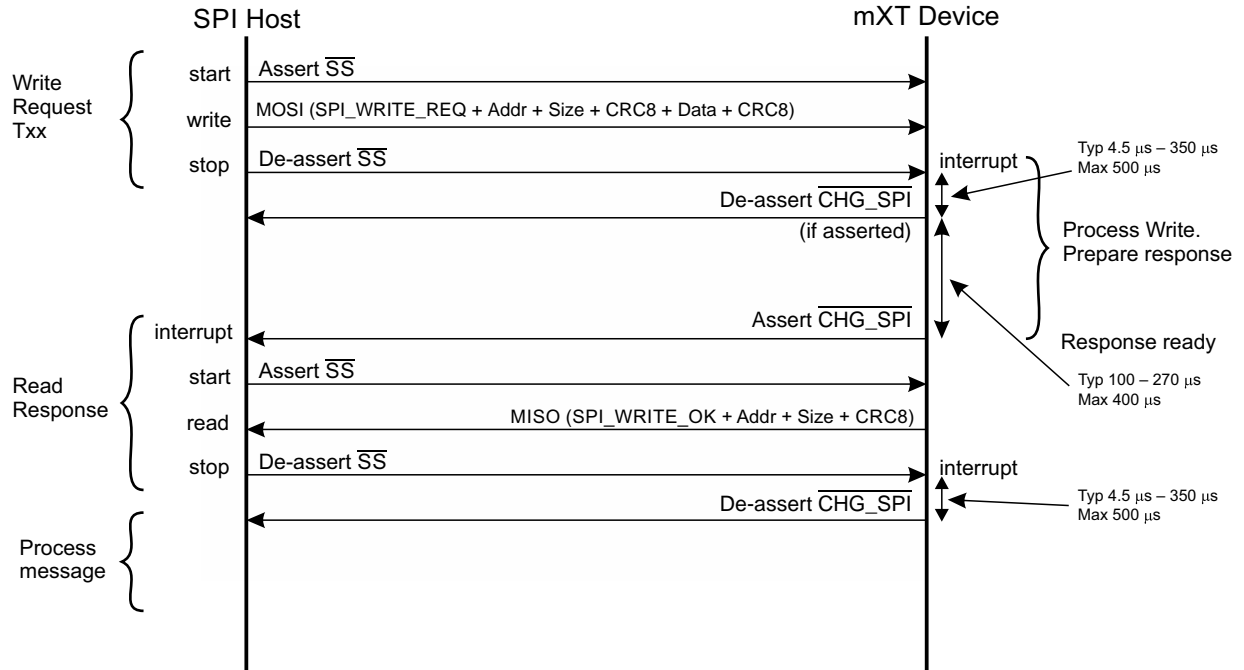 SPI Host
mXT Device
Write
Request
Txx
start
Assert SS
write
MOSI (SPI_WRITE_REQ + Addr + Size + CRC8 + Data + CRC8)
stop
De-assert SS
interrupt
Typ 4.5 μs – 350 μs
Max 500 μs
De-assert CHG_SPI
(if asserted)
Process Write.
Prepare response
interrupt
Assert CHG_SPI
Response ready
Read
Response
start
Assert SS
Typ 100 – 270 μs
Max 400 μs
read
MISO (SPI_WRITE_OK + Addr + Size + CRC8)
stop
De-assert SS
interrupt
De-assert CHG_SPI
Typ 4.5 μs – 350 μs
Max 500 μs
Process
message